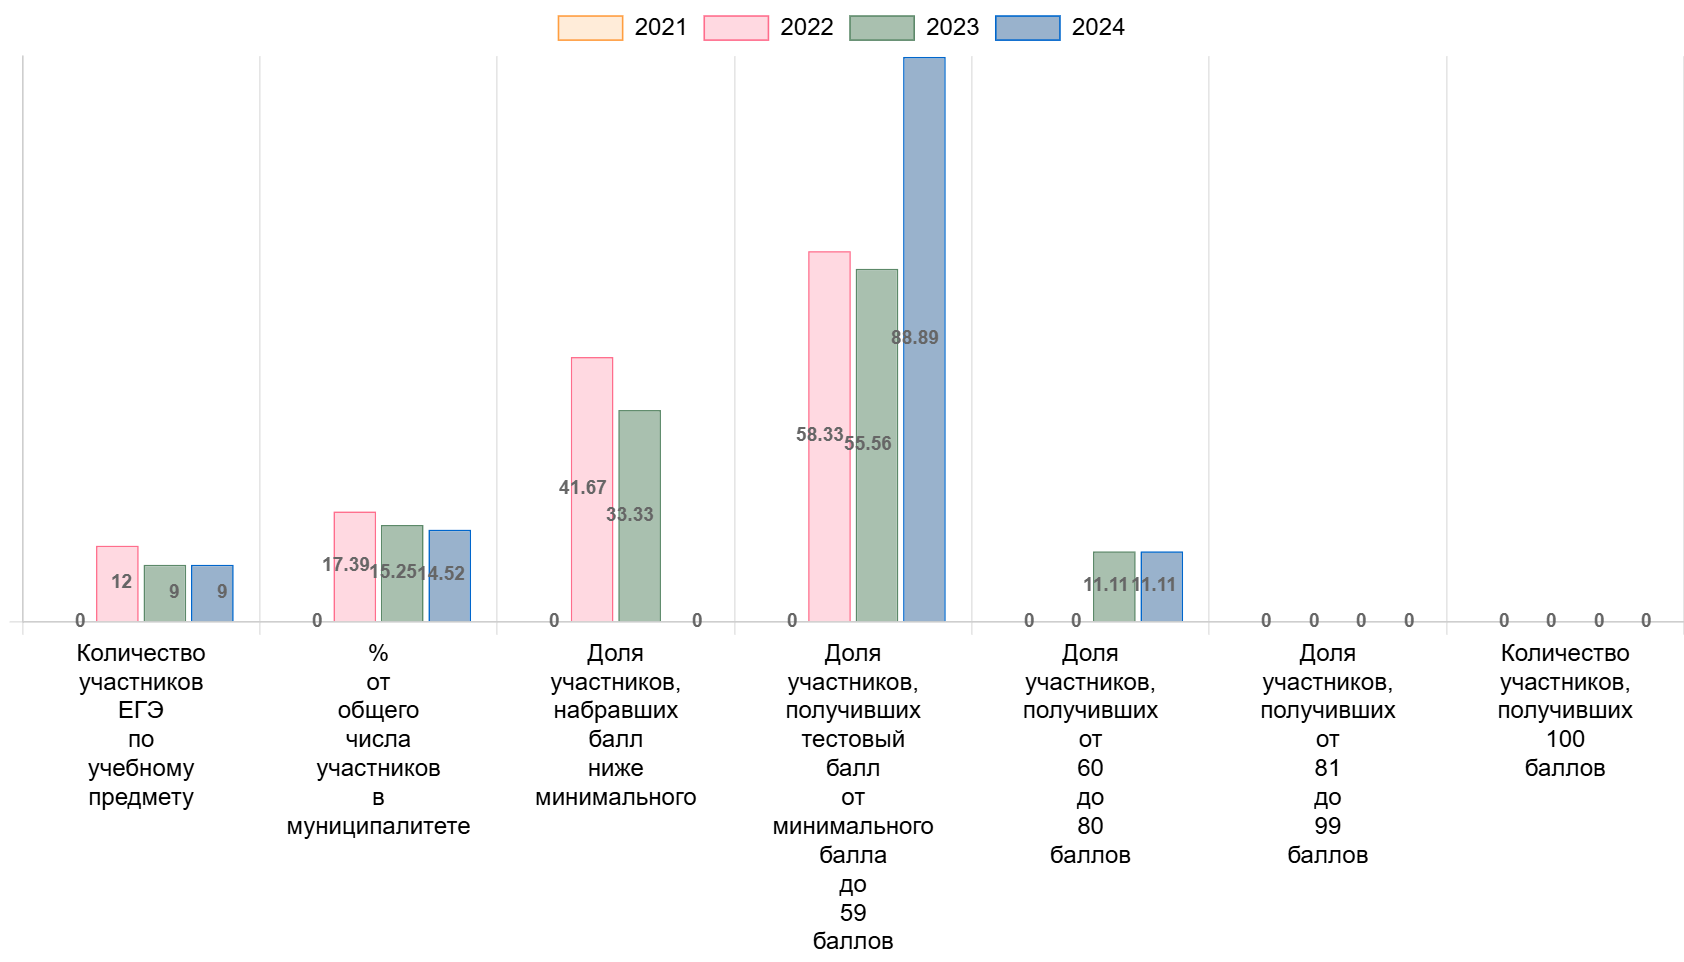 2021 2022 2023 2024
0 12 9 9
0 17.39 15.25 14.52
0 41.67 33.33 0
0 58.33 55.56 88.89
0 0 11.11 11.11
0 0 0 0
0 0 0 0
Количество
участников
ЕГЭ
по
учебному
предмету
%
от
общего
числа
участников
в
муниципалитете
Доля
участников,
набравших
балл
ниже
минимального
Доля
участников,
получивших
тестовый
балл
от
минимального
балла
до
59
баллов
Доля
участников,
получивших
от
60
до
80
баллов
Доля
участников,
получивших
от
81
до
99
баллов
Количество
участников,
получивших
100
баллов